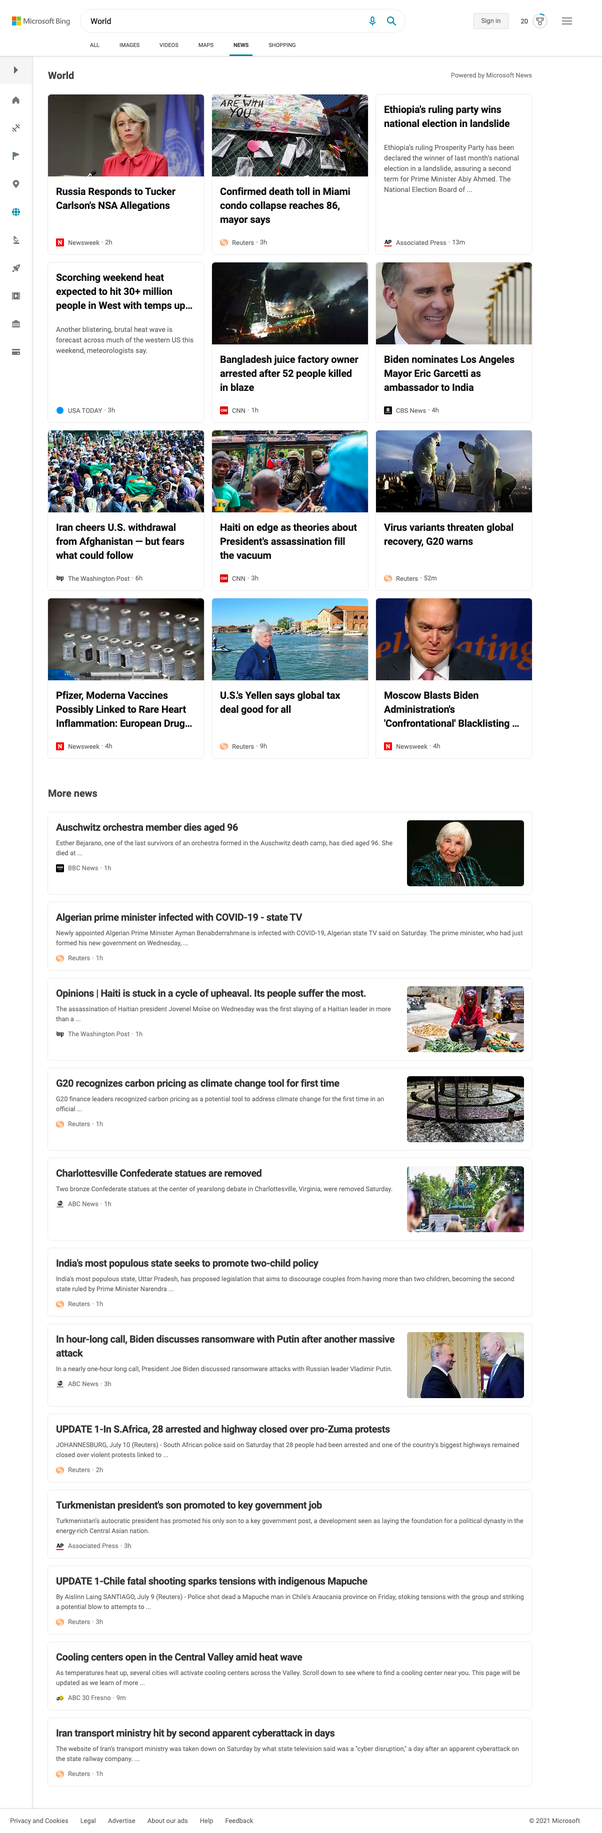 Microsoft Bing
World
Sign in
20
ALL
IMAGES
VIDEOS
MAPS
NEWS
SHOPPING
World
Powered by Microsoft News
WE ARE WITH YOU
Russia Responds to Tucker
Carlson's NSA Allegations
Newsweek · 2h
Confirmed death toll in Miami
condo collapse reaches 86,
mayor says
Reuters · 3h
Ethiopia's ruling party wins
national election in landslide
Ethiopia's ruling Prosperity Party has been
declared the winner of last month's national
election in a landslide, assuring a second
term for Prime Minister Abiy Ahmed. The
National Election Board of ...
AP
Associated Press · 13m
Scorching weekend heat
expected to hit 30+ million
people in West with temps up...
Another blistering, brutal heat wave is
forecast across much of the western US this
weekend, meteorologists say.
USA TODAY · 3h
Bangladesh juice factory owner
arrested after 52 people killed
in blaze
CNN · 1h
Biden nominates Los Angeles
Mayor Eric Garcetti as
ambassador to India
CBS News · 4h
Iran cheers U.S. withdrawal
from Afghanistan — but fears
what could follow
wp The Washington Post · 6h
Haiti on edge as theories about
President's assassination fill
the vacuum
CNN · 3h
Virus variants threaten global
recovery, G20 warns
Reuters · 52m
Pfizer, Moderna Vaccines
Possibly Linked to Rare Heart
Inflammation: European Drug...
N Newsweek · 4h
U.S.'s Yellen says global tax
deal good for all
Reuters · 9h
Moscow Blasts Biden
Administration's
'Confrontational' Blacklisting ...
N Newsweek · 4h
More news
Auschwitz orchestra member dies aged 96
Esther Bejarano, one of the last survivors of an orchestra formed in the Auschwitz death camp, has died aged 96. She
died at ...
BBC News · 1h
Algerian prime minister infected with COVID-19 - state TV
Newly appointed Algerian Prime Minister Ayman Benabderrahmane is infected with COVID-19, Algerian state TV said on Saturday. The prime minister, who had just
formed his new government on Wednesday, ...
Reuters · 1h
Opinions | Haiti is stuck in a cycle of upheaval. Its people suffer the most.
The assassination of Haitian president Jovenel Moise on Wednesday was the first slaying of a Haitian leader in more
than a ...
wp The Washington Post · 1h
G20 recognizes carbon pricing as climate change tool for first time
G20 finance leaders recognized carbon pricing as a potential tool to address climate change for the first time in an
official ...
Reuters · 1h
Charlottesville Confederate statues are removed
Two bronze Confederate statues at the center of yearslong debate in Charlottesville, Virginia, were removed Saturday.
ABC News · 1h
India's most populous state seeks to promote two-child policy
India's most populous state, Uttar Pradesh, has proposed legislation that aims to discourage couples from having more than two children, becoming the second
state ruled by Prime Minister Narendra ...
Reuters · 1h
In hour-long call, Biden discusses ransomware with Putin after another massive
attack
In a nearly one-hour long call, President Joe Biden discussed ransomware attacks with Russian leader Vladimir Putin.
ABC News · 3h
UPDATE 1-In S.Africa, 28 arrested and highway closed over pro-Zuma protests
JOHANNESBURG, July 10 (Reuters) - South African police said on Saturday that 28 people had been arrested and one of the country's biggest highways remained
closed over violent protests linked to ...
Reuters · 2h
Turkmenistan president's son promoted to key government job
Turkmenistan's autocratic president has promoted his only son to a key government post, a development seen as laying the foundation for a political dynasty in the
energy-rich Central Asian nation.
AP Associated Press · 3h
UPDATE 1-Chile fatal shooting sparks tensions with indigenous Mapuche
By Aislinn Laing SANTIAGO, July 9 (Reuters) - Police shot dead a Mapuche man in Chile's Araucania province on Friday, stoking tensions with the group and striking
a potential blow to attempts to ...
Reuters · 3h
Cooling centers open in the Central Valley amid heat wave
As temperatures heat up, several cities will activate cooling centers across the Valley. Scroll down to see where to find a cooling center near you. This page will be
updated as we learn of more ...
ABC 30 Fresno · 9m
Iran transport ministry hit by second apparent cyberattack in days
The website of Iran's transport ministry was taken down on Saturday by what state television said was a "cyber disruption," a day after an apparent cyberattack on
the state railway company. ...
Reuters · 1h
Privacy and Cookies
Legal
Advertise
About our ads
Help
Feedback
© 2021 Microsoft